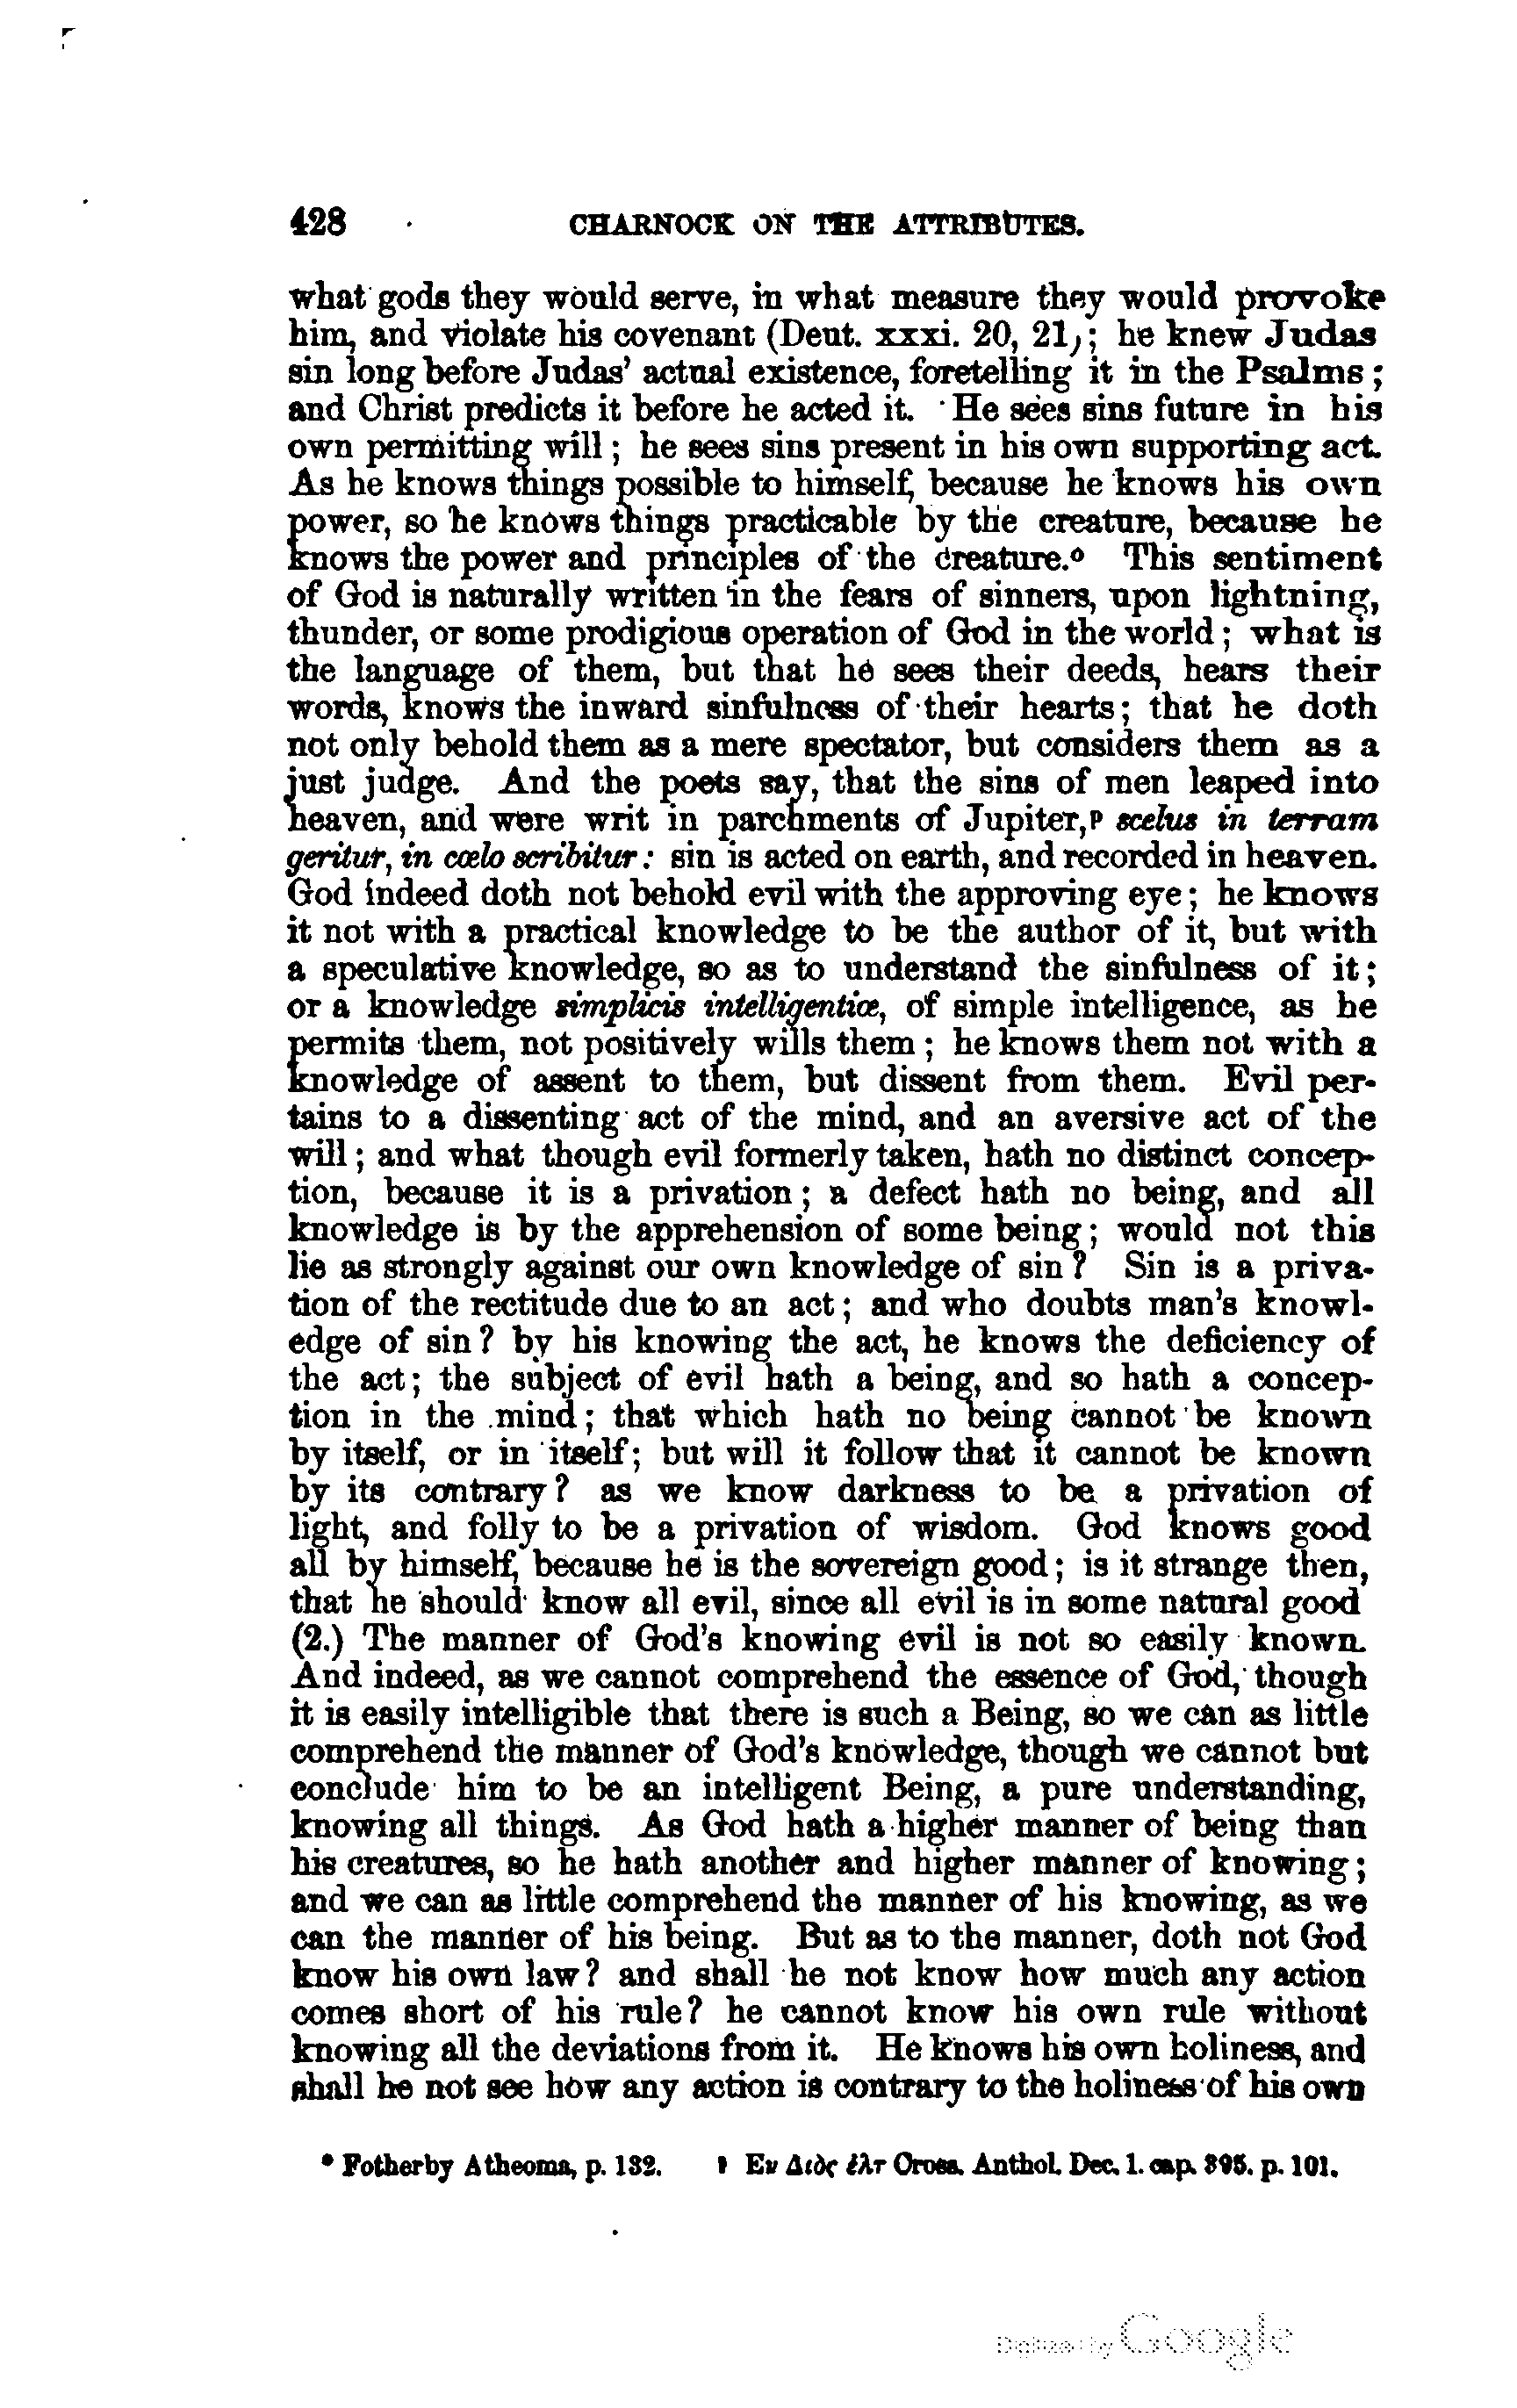 428 CHARNOCK ON THE ATTRIBUTES.
what gods they would serve, in what measure they would provoke
him, and violate his covenant (Deut. xxxi. 20, 21); he knew Judas
sin long before Judas' actual existence, foretelling it in the Psalms;
and Christ predicts it before he acted it. He sees sins future in his
own permitting will; he sees sins present in his own supporting act.
As he knows things possible to himself, because he knows his own
power, so he knows things practicable by the creature, because he
knows the power and principles of the creature.o This sentiment
of God is naturally written in the fears of sinners, upon lightning,
thunder, or some prodigious operation of God in the world; what is
the language of them, but that he sees their deeds, hears their
words, knows the inward sinfulness of their hearts; that he doth
not only behold them as a mere spectator, but considers them as a
just judge. And the poets say, that the sins of men leaped into
heaven, and were writ in parchments of Jupiter,p scelus in terram
geritur, in cœlo scribitur: sin is acted on earth, and recorded in heaven.
God indeed doth not behold evil with the approving eye; he knows
it not with a practical knowledge to be the author of it, but with
a speculative knowledge, so as to understand the sinfulness of it;
or a knowledge simplicis intelligentiæ, of simple intelligence, as he
permits them, not positively wills them; he knows them not with a
knowledge of assent to them, but dissent from them. Evil per-
tains to a dissenting act of the mind, and an aversive act of the
will; and what though evil formerly taken, hath no distinct concep-
tion, because it is a privation; a defect hath no being, and all
knowledge is by the apprehension of some being; would not this
lie as strongly against our own knowledge of sin? Sin is a priva-
tion of the rectitude due to an act; and who doubts man's knowl-
edge of sin? by his knowing the act, he knows the deficiency of
the act; the subject of evil hath a being, and so hath a concep-
tion in the mind; that which hath no being cannot be known
by itself, or in itself; but will it follow that it cannot be known
by its contrary? as we know darkness to be a privation of
light, and folly to be a privation of wisdom. God knows good
all by himself, because he is the sovereign good; is it strange then,
that he should know all evil, since all evil is in some natural good
(2.) The manner of God's knowing evil is not so easily known.
And indeed, as we cannot comprehend the essence of God, though
it is easily intelligible that there is such a Being, so we can as little
comprehend the manner of God's knowledge, though we cannot but
conclude him to be an intelligent Being, a pure understanding,
knowing all things. As God hath a higher manner of being than
his creatures, so he hath another and higher manner of knowing;
and we can as little comprehend the manner of his knowing, as we
can the manner of his being. But as to the manner, doth not God
know his own law? and shall he not know how much any action
comes short of his rule? he cannot know his own rule without
knowing all the deviations from it. He knows his own holiness, and
shall he not see how any action is contrary to the holiness of his own
Fotherby Atheoma, p. 132. Εν Διὸς Anthol. Dec. 1. cap. 395. p. 101.
Digitized by Google